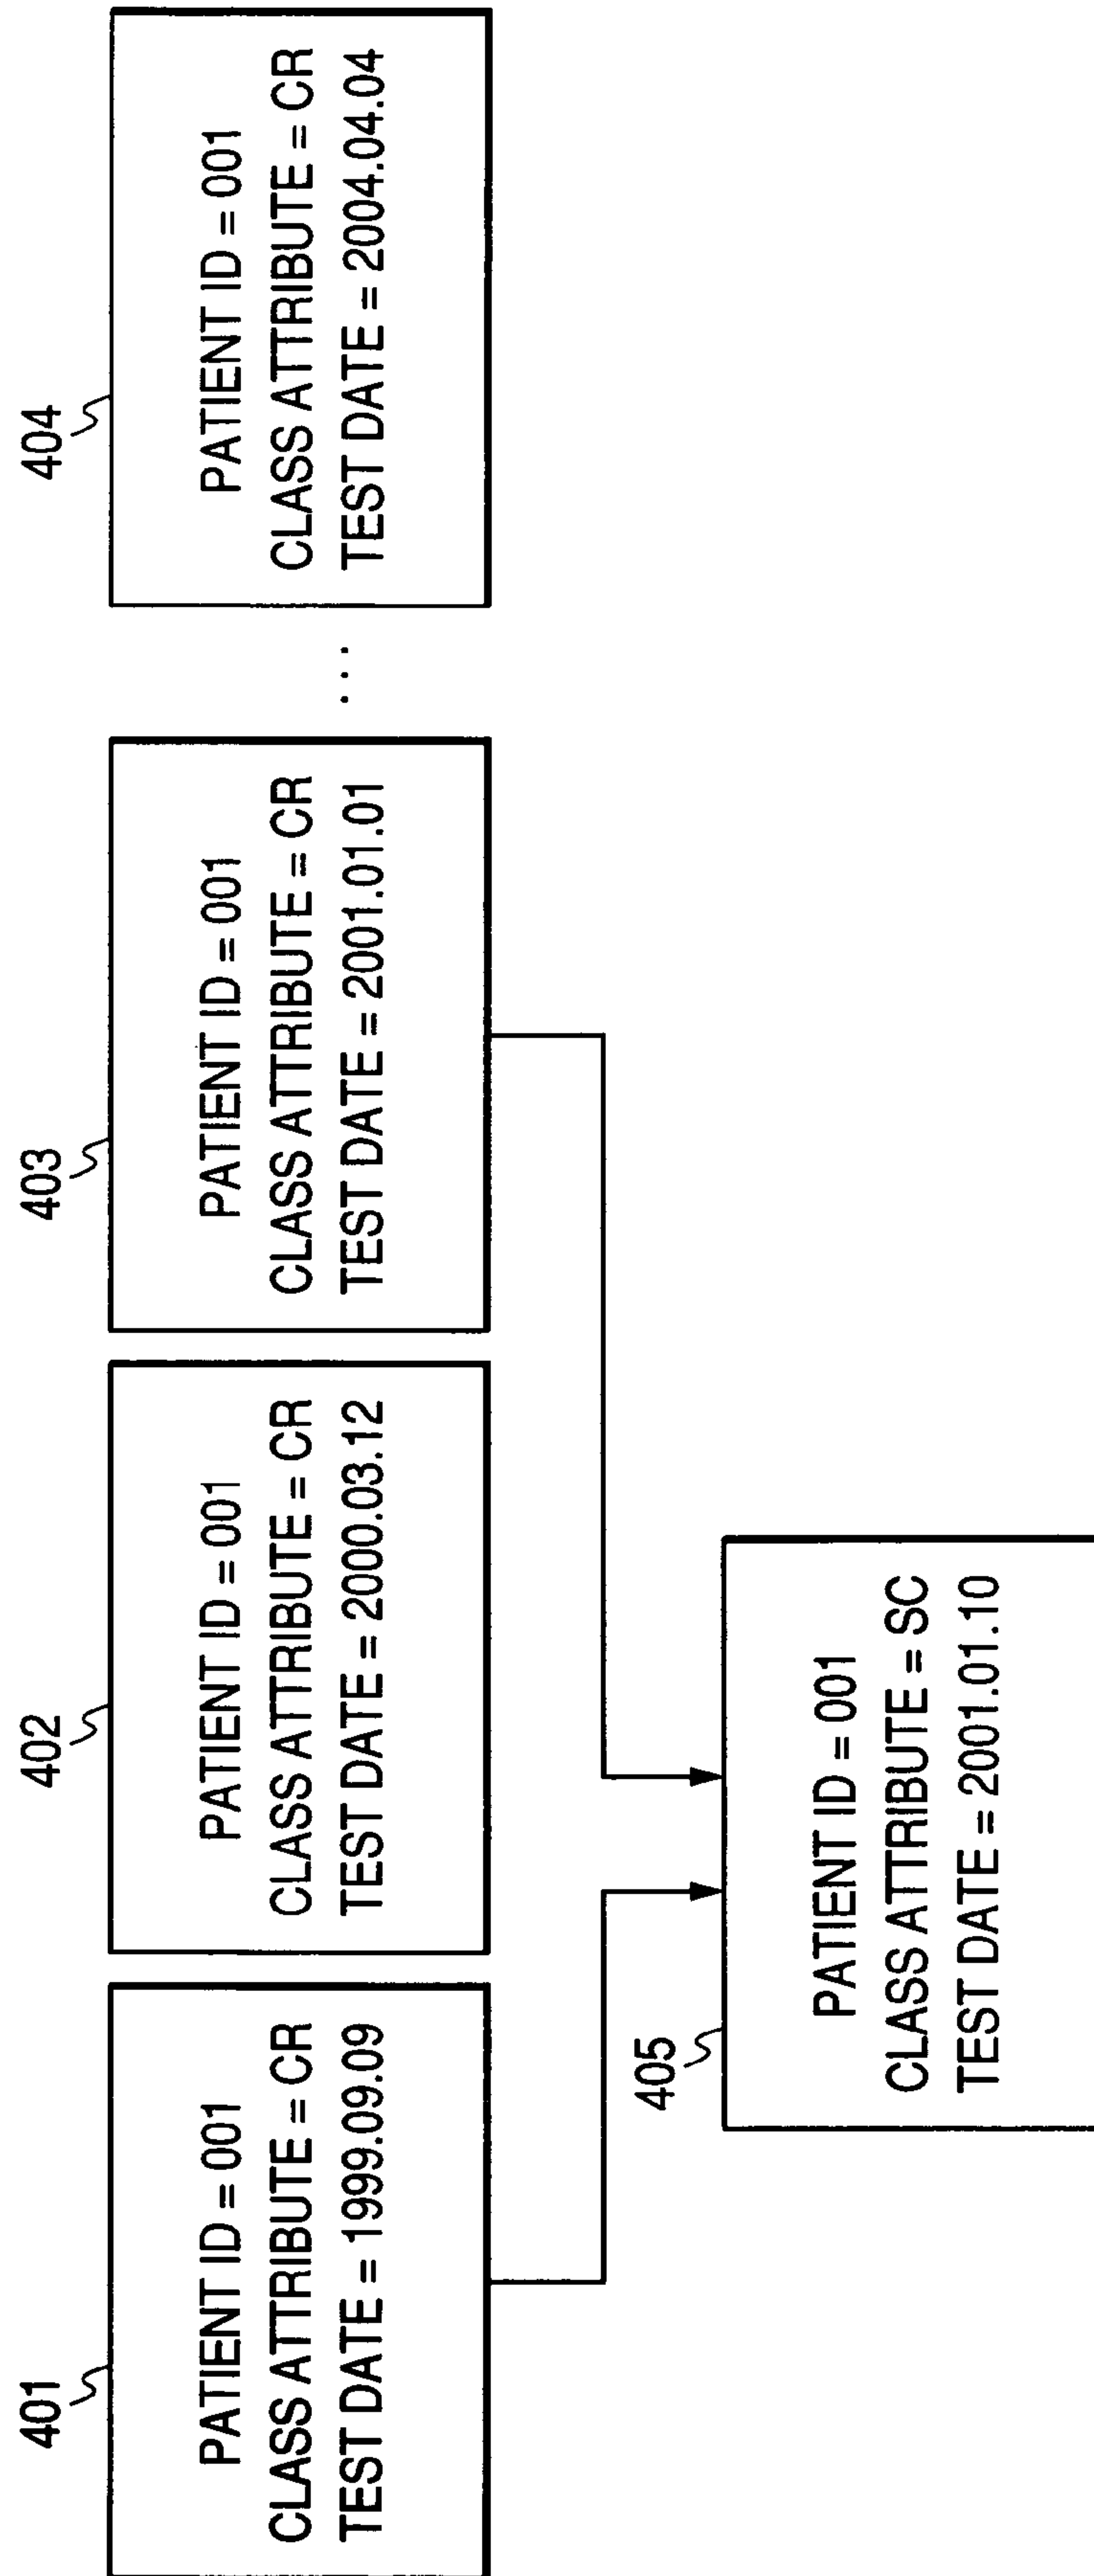 401
PATIENT ID = 001
CLASS ATTRIBUTE = CR
TEST DATE = 1999.09.09
402
PATIENT ID = 001
CLASS ATTRIBUTE = CR
TEST DATE = 2000.03.12
403
PATIENT ID = 001
CLASS ATTRIBUTE = CR
TEST DATE = 2001.01.01
...
404
PATIENT ID = 001
CLASS ATTRIBUTE = CR
TEST DATE = 2004.04.04
405
PATIENT ID = 001
CLASS ATTRIBUTE = SC
TEST DATE = 2001.01.10